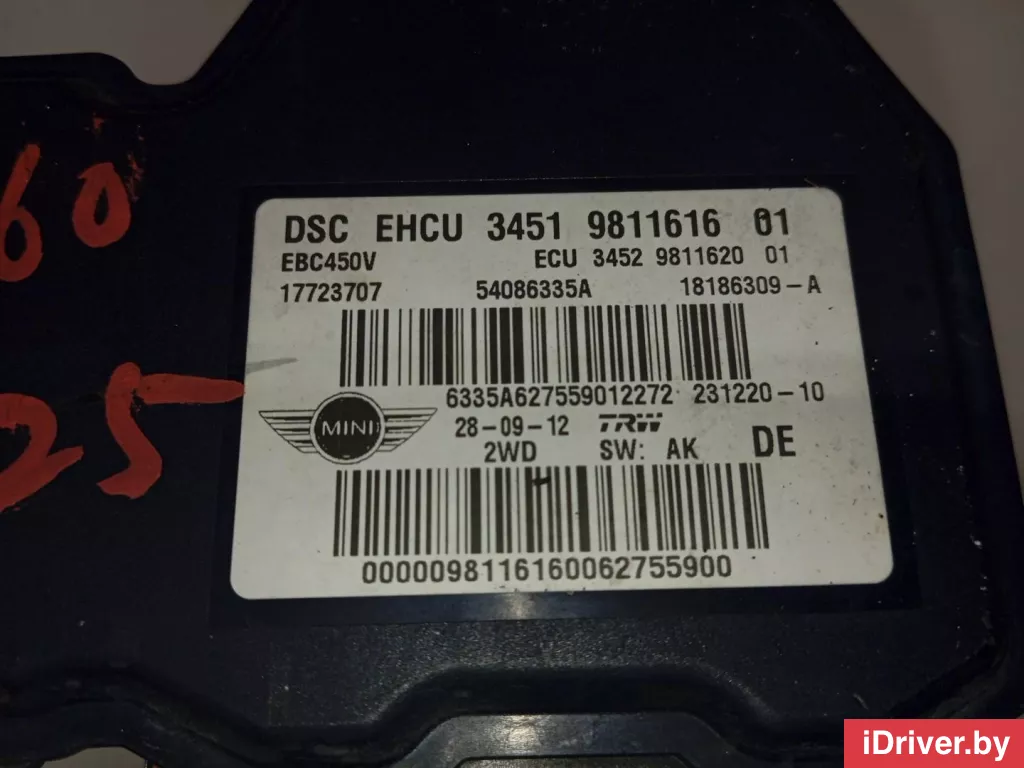 60
25
DSC EHCU 3451 9811616 01
EBC450V ECU 3452 9811620 01
17723707 54086335A 18186309-A
6335A627559012272 231220-10
MINI 28-09-12 TRW
2WD SW: AK DE
0000098116160062755900
iDriver.by